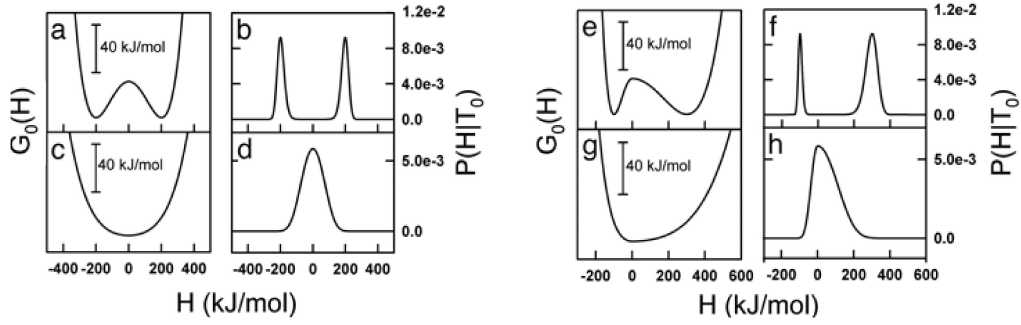 a
40 kJ/mol
b
1.2e-2
8.0e-3
4.0e-3
0.0
c
40 kJ/mol
d
5.0e-3
0.0
G₀(H)
P(H|T₀)
-400 -200 0 200 400
-400 -200 0 200 400
H (kJ/mol)
e
40 kJ/mol
f
1.2e-2
8.0e-3
4.0e-3
0.0
g
40 kJ/mol
h
5.0e-3
0.0
G₀(H)
P(H|T₀)
-200 0 200 400 600
-200 0 200 400 600
H (kJ/mol)